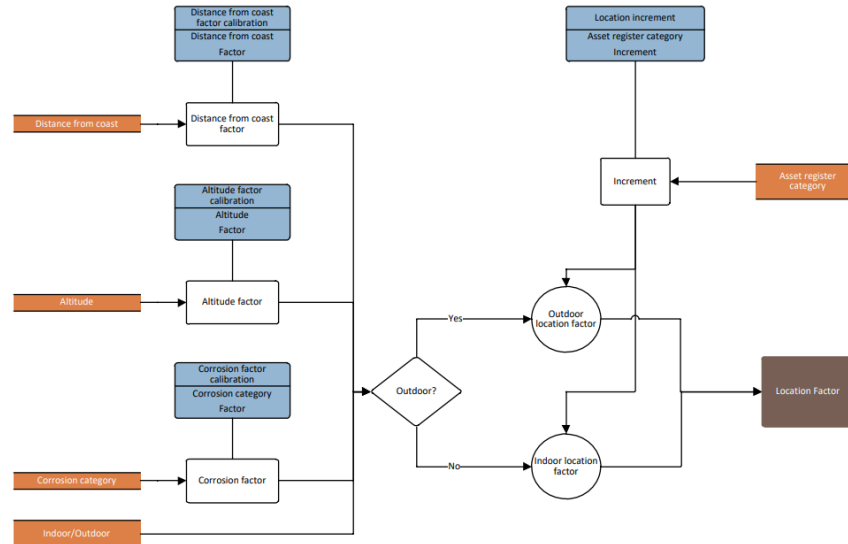 Distance from coast
factor calibration
Distance from coast
Factor
Location increment
Asset register category
Increment
Distance from coast
Distance from coast
factor
Increment
Asset register
category
Altitude factor
calibration
Altitude
Factor
Altitude
Altitude factor
Yes
Outdoor
location factor
Corrosion factor
calibration
Corrosion category
Factor
Outdoor?
Location Factor
No
Indoor location
factor
Corrosion category
Corrosion factor
Indoor/Outdoor